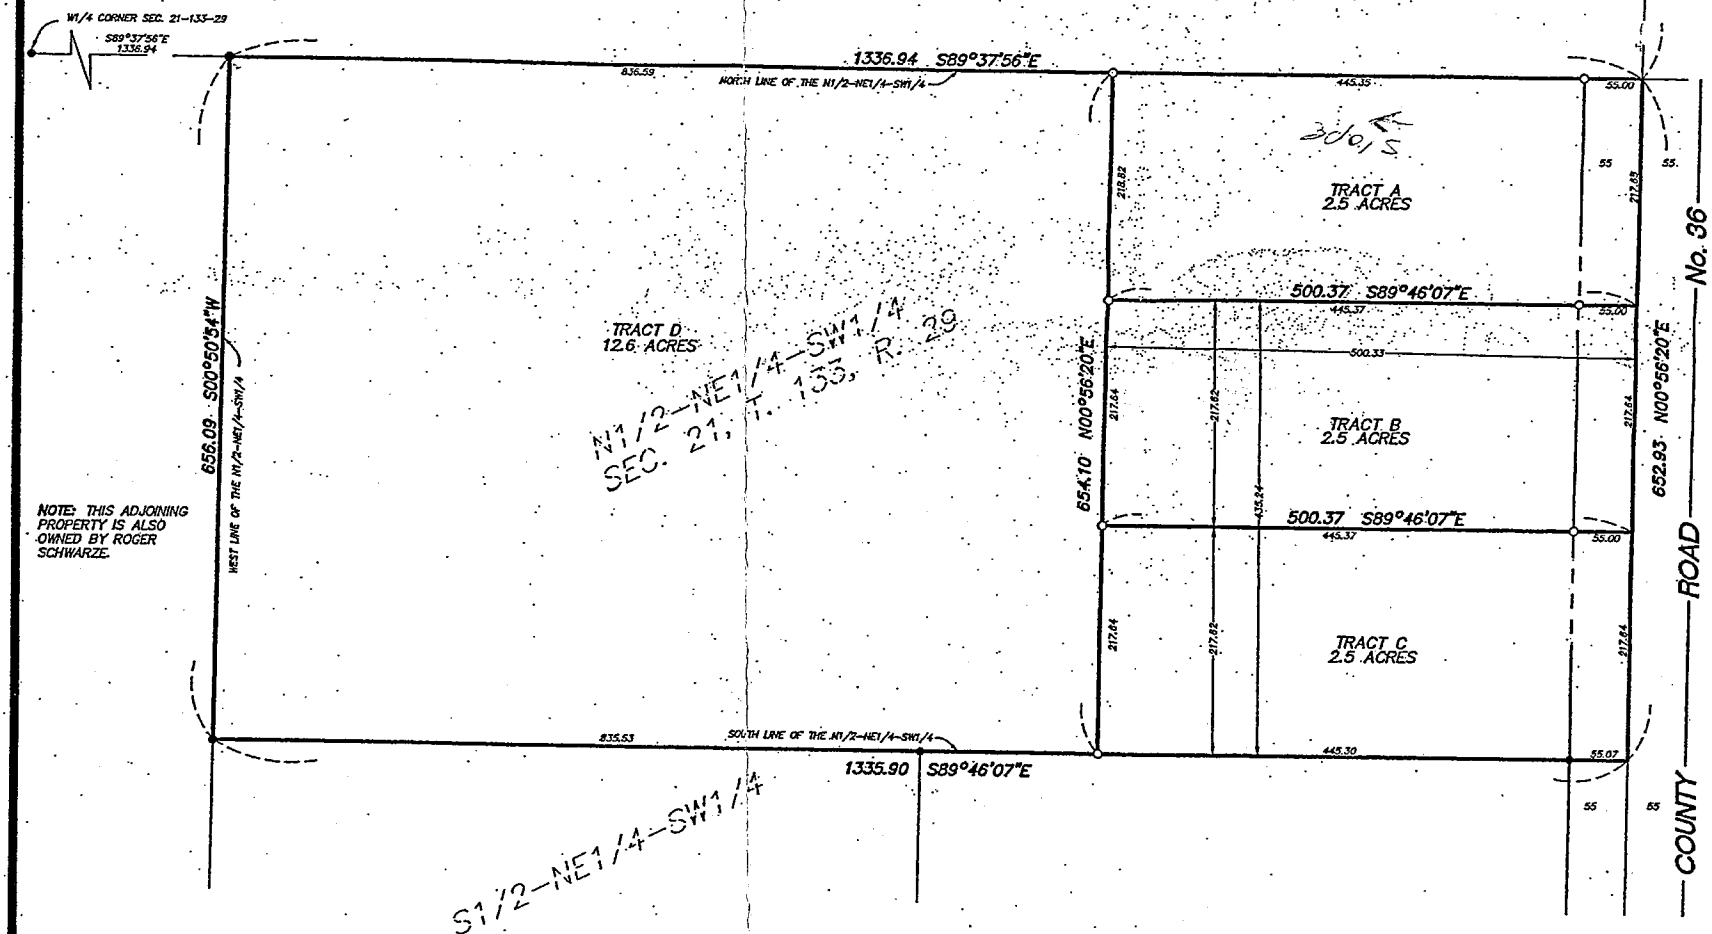 W1/4 CORNER SEC. 21-133-29
S89°37'56"E
1336.94
1336.94 S89°37'56"E
836.59
NORTH LINE OF THE N1/2-NE1/4-SW1/4
445.35
55.00
Slope
55
55.
TRACT A
2.5 ACRES
218.82
217.65
No. 36
500.37 S89°46'07"E
445.37
55.00
656.09 S00°50'54"W
WEST LINE OF THE N1/2-NE1/4-SW1/4
TRACT D
12.6 ACRES
N1/2-NE1/4-SW1/4
SEC. 21, T. 133, R. 29
500.33
654.10 N00°56'20"E
217.64
217.62
652.93 N00°56'20"E
217.64
TRACT B
2.5 ACRES
435.24
NOTE: THIS ADJOINING
PROPERTY IS ALSO
OWNED BY ROGER
SCHWARZE.
500.37 S89°46'07"E
445.37
55.00
ROAD
217.64
217.62
TRACT C
2.5 ACRES
217.64
835.53
SOUTH LINE OF THE N1/2-NE1/4-SW1/4
445.30
55.07
1335.90 S89°46'07"E
55
55
COUNTY
S1/2-NE1/4-SW1/4